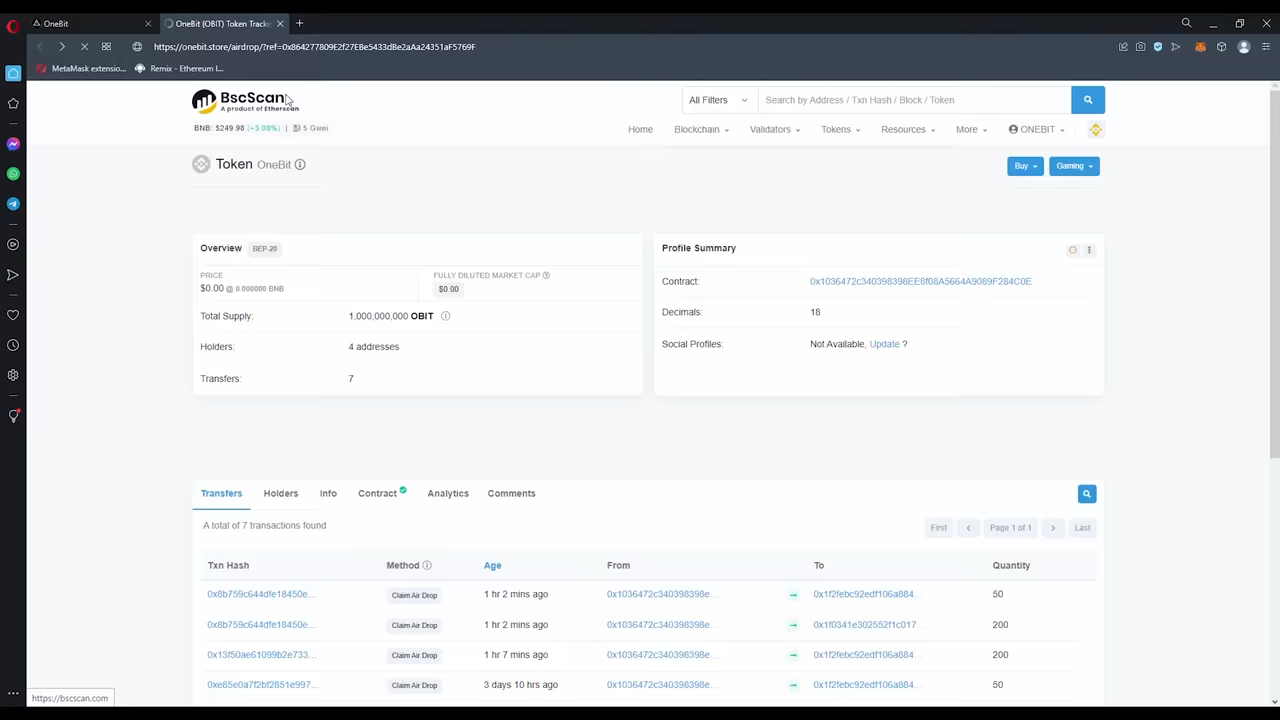 OneBit
OneBit (OBIT) Token Tracke
https://onebit.store/airdrop/?ref=0x864277809E2f27EBe5433dBe2aAa24351aF5769F
MetaMask extensio...
Remix - Ethereum I...
BscScan
A product of Etherscan
All Filters
Search by Address / Txn Hash / Block / Token
BNB: $249.98 (+3.08%) | 5 Gwei
Home
Blockchain
Validators
Tokens
Resources
More
ONEBIT
Token OneBit
Buy
Gaming
Overview
BEP-20
PRICE
$0.00 @ 0.000000 BNB
FULLY DILUTED MARKET CAP
$0.00
Total Supply:
1,000,000,000 OBIT
Holders:
4 addresses
Transfers:
7
Profile Summary
Contract:
0x1036472c340398398EE8f08A5664A9089F284C0E
Decimals:
18
Social Profiles:
Not Available, Update ?
Transfers
Holders
Info
Contract
Analytics
Comments
A total of 7 transactions found
First
Page 1 of 1
Last
Txn Hash
Method
Age
From
To
Quantity
0x8b759c644dfe18450e...
Claim Air Drop
1 hr 2 mins ago
0x1036472c340398398e...
0x1f2febc92edf106a884...
50
0x8b759c644dfe18450e...
Claim Air Drop
1 hr 2 mins ago
0x1036472c340398398e...
0x1f0341e302552f1c017...
200
0x13f50ae61099b2e733...
Claim Air Drop
1 hr 7 mins ago
0x1036472c340398398e...
0x1f2febc92edf106a884...
200
0xe85e0a7f2bf2851e997...
Claim Air Drop
3 days 10 hrs ago
0x1036472c340398398e...
0x1f2febc92edf106a884...
50
https://bscscan.com